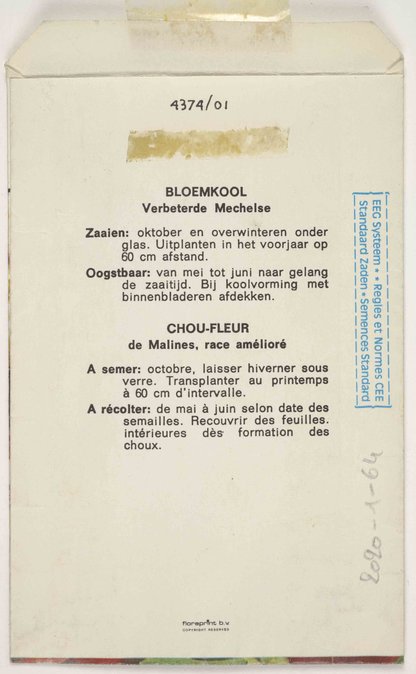 4374/01
BLOEMKOOL
Verbeterde Mechelse
Zaaien: oktober en overwinteren onder
glas. Uitplanten in het voorjaar op
60 cm afstand.
Oogstbaar: van mei tot juni naar gelang
de zaaitijd. Bij koolvorming met
binnenbladeren afdekken.
CHOU-FLEUR
de Malines, race amélioré
A semer: octobre, laisser hiverner sous
verre. Transplanter au printemps
à 60 cm d'intervalle.
A récolter: de mai à juin selon date des
semailles. Recouvrir des feuilles.
intérieures dès formation des
choux.
EEG Systeem • • Regles et Normes CEE
Standaard Zaden • Semences Standard
2020-1-64
floraprint b.v.
COPYRIGHT RESERVED